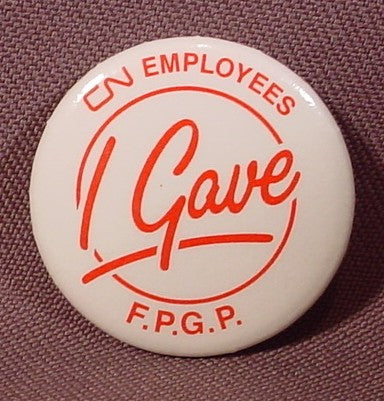 CN EMPLOYEES
I Gave
F.P.G.P.